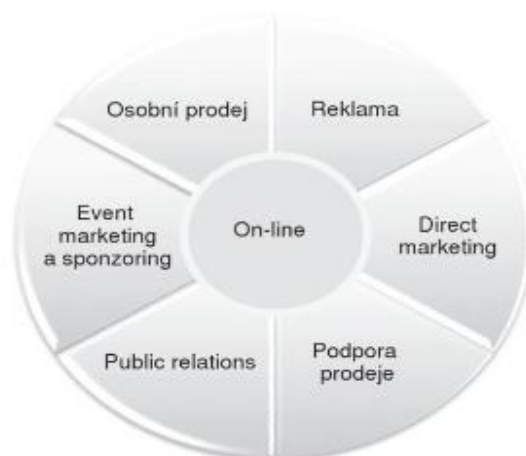 Osobní prodej
Reklama
Event
marketing
a sponzoring
On-line
Direct
marketing
Public relations
Podpora
prodeje